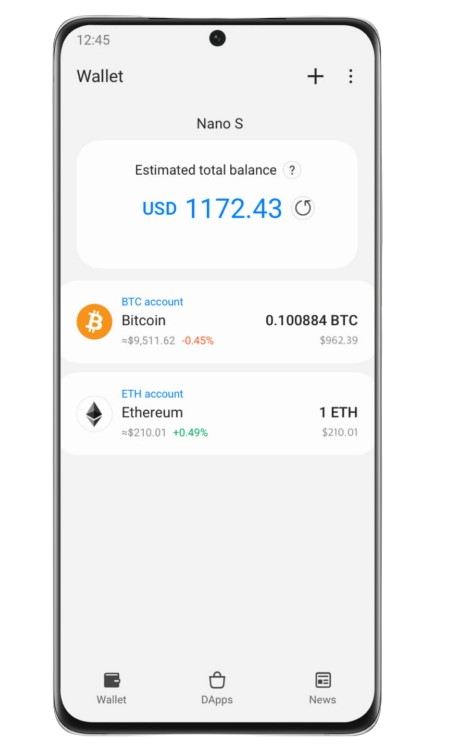 12:45
Wallet
Nano S
Estimated total balance ?
USD 1172.43
BTC account
Bitcoin 0.100884 BTC
≈$9,511.62 -0.45% $962.39
ETH account
Ethereum 1 ETH
≈$210.01 +0.49% $210.01
Wallet DApps News